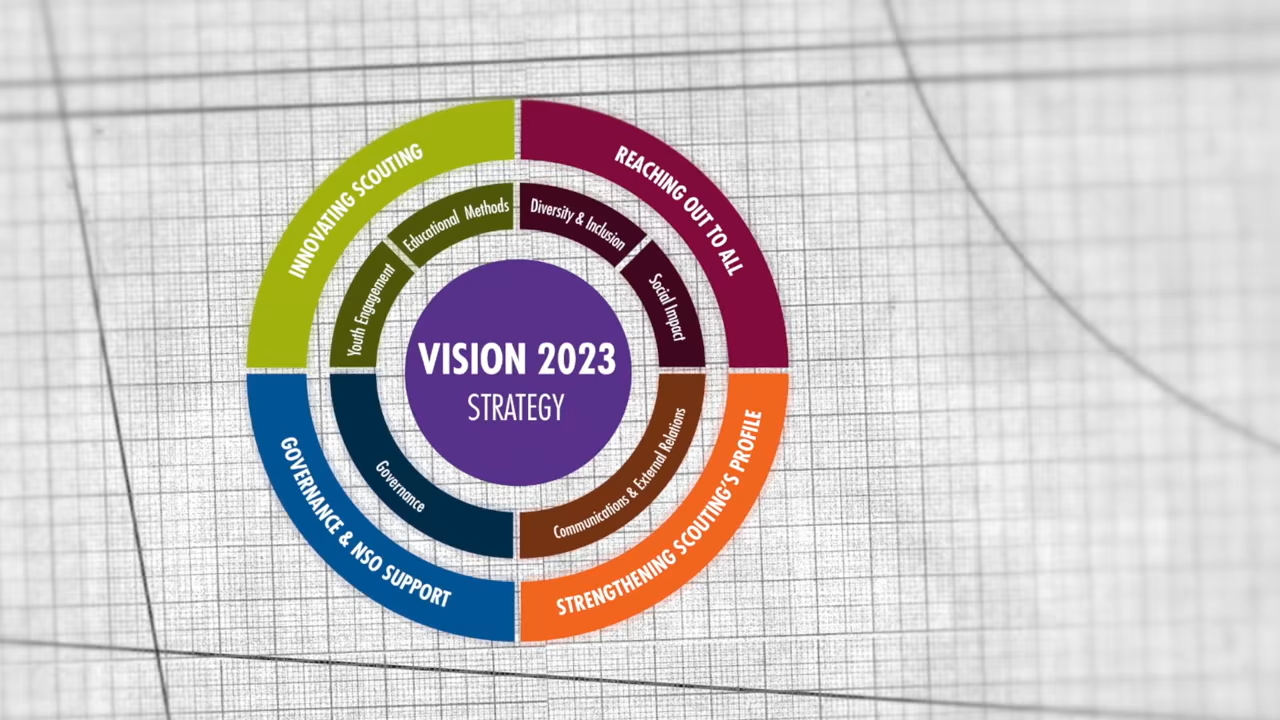 INNOVATING SCOUTING
REACHING OUT TO ALL
Youth Engagement
Educational Methods
Diversity & Inclusion
Social Impact
VISION 2023
STRATEGY
Governance
Communications & External Relations
GOVERNANCE & NSO SUPPORT
STRENGTHENING SCOUTING'S PROFILE